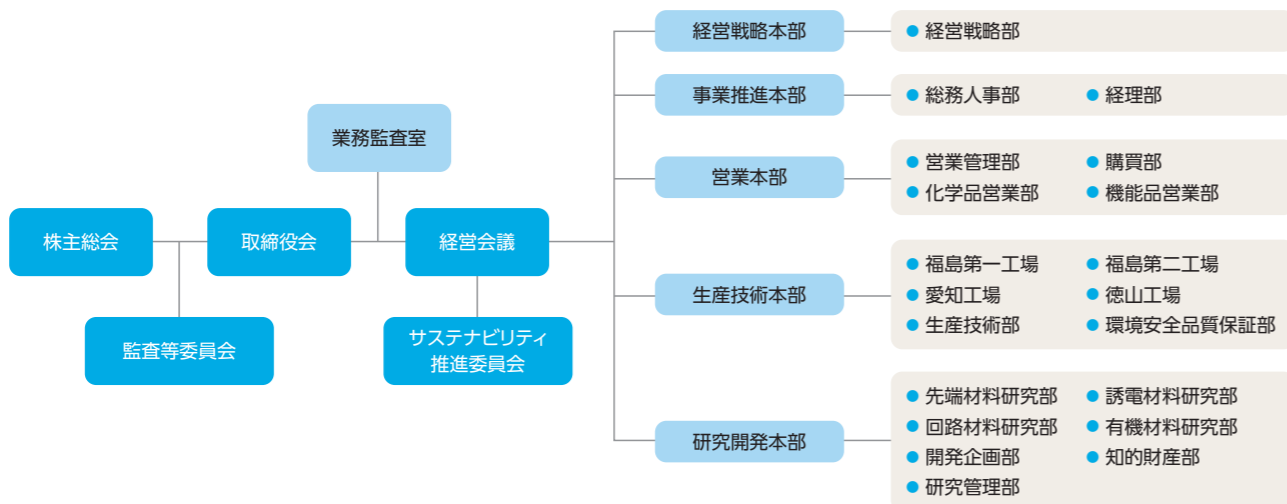 株主総会
監査等委員会
取締役会
業務監査室
経営会議
サステナビリティ
推進委員会
経営戦略本部
● 経営戦略部
事業推進本部
● 総務人事部 ● 経理部
営業本部
● 営業管理部 ● 購買部
● 化学品営業部 ● 機能品営業部
生産技術本部
● 福島第一工場 ● 福島第二工場
● 愛知工場 ● 徳山工場
● 生産技術部 ● 環境安全品質保証部
研究開発本部
● 先端材料研究部 ● 誘電材料研究部
● 回路材料研究部 ● 有機材料研究部
● 開発企画部 ● 知的財産部
● 研究管理部